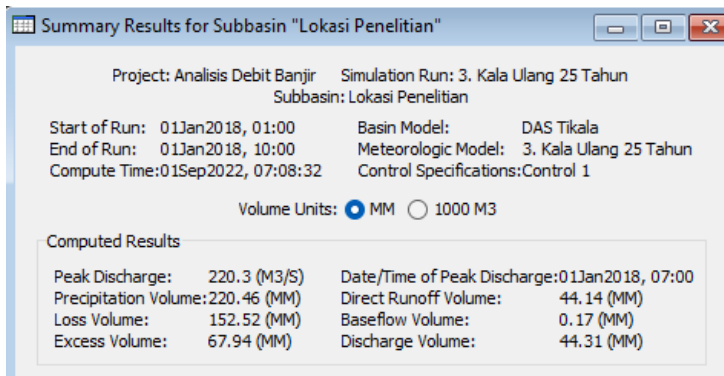 Summary Results for Subbasin "Lokasi Penelitian"
Project: Analisis Debit Banjir Simulation Run: 3. Kala Ulang 25 Tahun
Subbasin: Lokasi Penelitian
Start of Run: 01Jan2018, 01:00 Basin Model: DAS Tikala
End of Run: 01Jan2018, 10:00 Meteorologic Model: 3. Kala Ulang 25 Tahun
Compute Time:01Sep2022, 07:08:32 Control Specifications:Control 1
Volume Units: MM 1000 M3
Computed Results
Peak Discharge: 220.3 (M3/S) Date/Time of Peak Discharge:01Jan2018, 07:00
Precipitation Volume:220.46 (MM) Direct Runoff Volume: 44.14 (MM)
Loss Volume: 152.52 (MM) Baseflow Volume: 0.17 (MM)
Excess Volume: 67.94 (MM) Discharge Volume: 44.31 (MM)